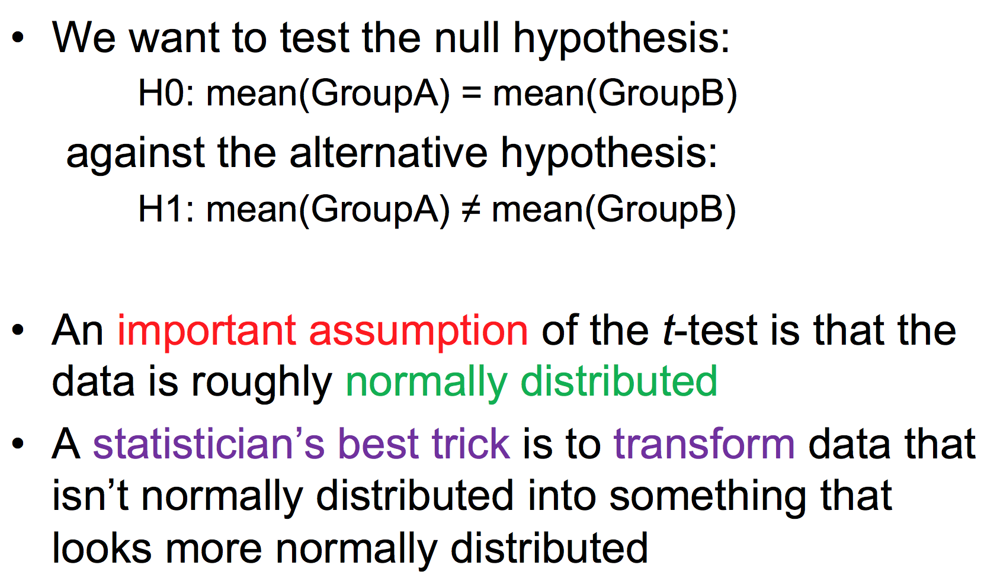 • We want to test the null hypothesis:
H0: mean(GroupA) = mean(GroupB)
against the alternative hypothesis:
H1: mean(GroupA) ≠ mean(GroupB)
• An important assumption of the t-test is that the
data is roughly normally distributed
• A statistician’s best trick is to transform data that
isn’t normally distributed into something that
looks more normally distributed